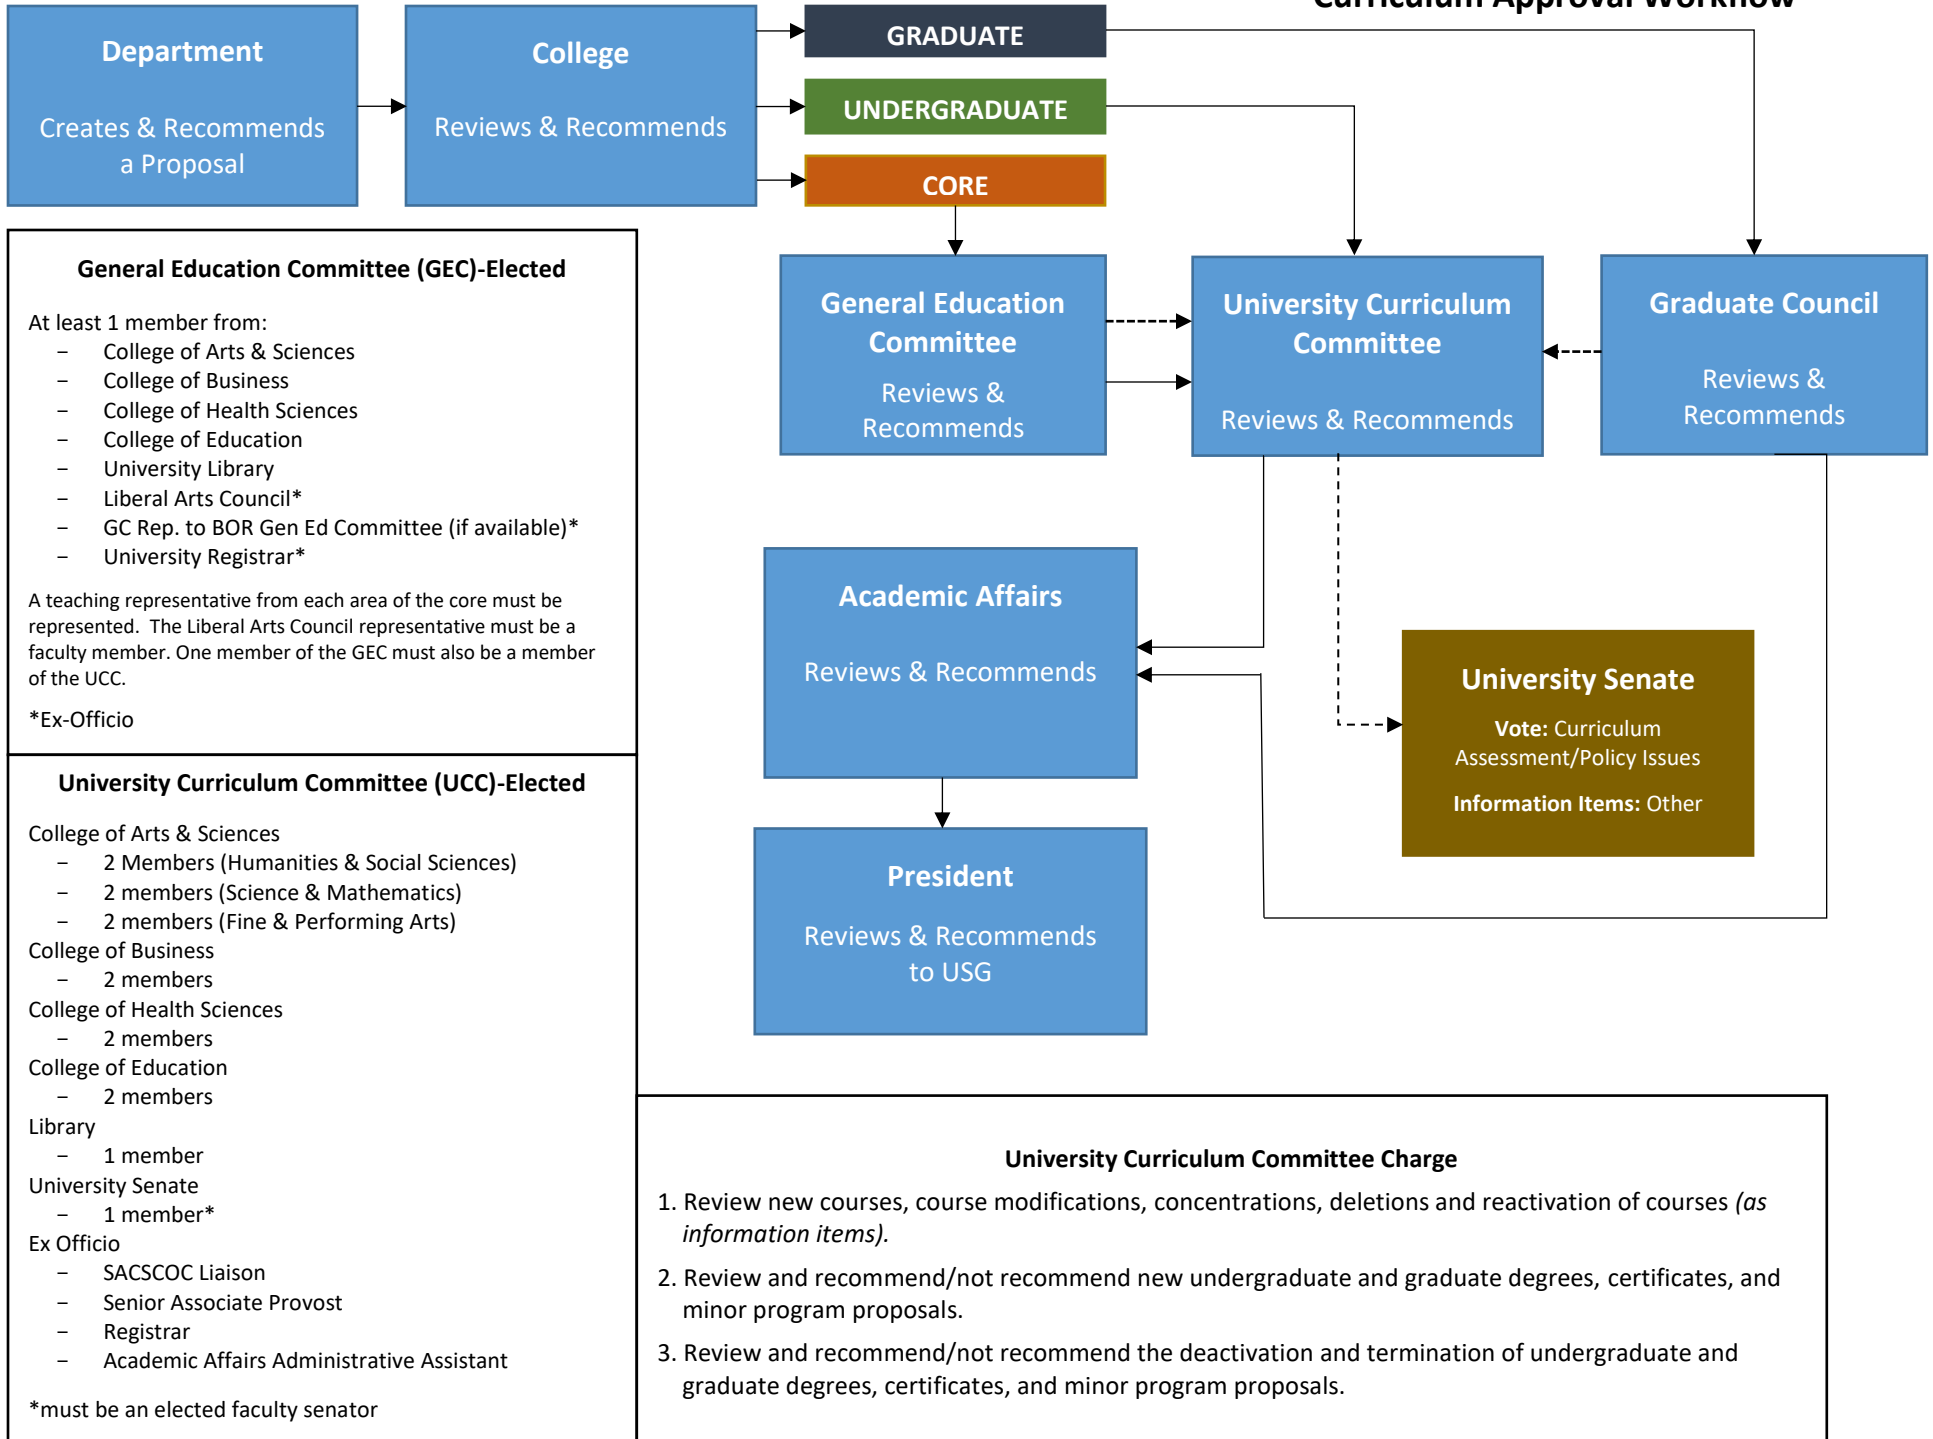 Curriculum Approval Workflow
Department
Creates & Recommends
a Proposal
College
Reviews & Recommends
GRADUATE
UNDERGRADUATE
CORE
General Education
Committee
Reviews &
Recommends
University Curriculum
Committee
Reviews & Recommends
Graduate Council
Reviews &
Recommends
Academic Affairs
Reviews & Recommends
University Senate
Vote: Curriculum
Assessment/Policy Issues
Information Items: Other
President
Reviews & Recommends
to USG
General Education Committee (GEC)-Elected
At least 1 member from:
- College of Arts & Sciences
- College of Business
- College of Health Sciences
- College of Education
- University Library
- Liberal Arts Council*
- GC Rep. to BOR Gen Ed Committee (if available)*
- University Registrar*
A teaching representative from each area of the core must be
represented. The Liberal Arts Council representative must be a
faculty member. One member of the GEC must also be a member
of the UCC.
*Ex-Officio
University Curriculum Committee (UCC)-Elected
College of Arts & Sciences
- 2 Members (Humanities & Social Sciences)
- 2 members (Science & Mathematics)
- 2 members (Fine & Performing Arts)
College of Business
- 2 members
College of Health Sciences
- 2 members
College of Education
- 2 members
Library
- 1 member
University Senate
- 1 member*
Ex Officio
- SACSCOC Liaison
- Senior Associate Provost
- Registrar
- Academic Affairs Administrative Assistant
*must be an elected faculty senator
University Curriculum Committee Charge
1. Review new courses, course modifications, concentrations, deletions and reactivation of courses (as
information items).
2. Review and recommend/not recommend new undergraduate and graduate degrees, certificates, and
minor program proposals.
3. Review and recommend/not recommend the deactivation and termination of undergraduate and
graduate degrees, certificates, and minor program proposals.